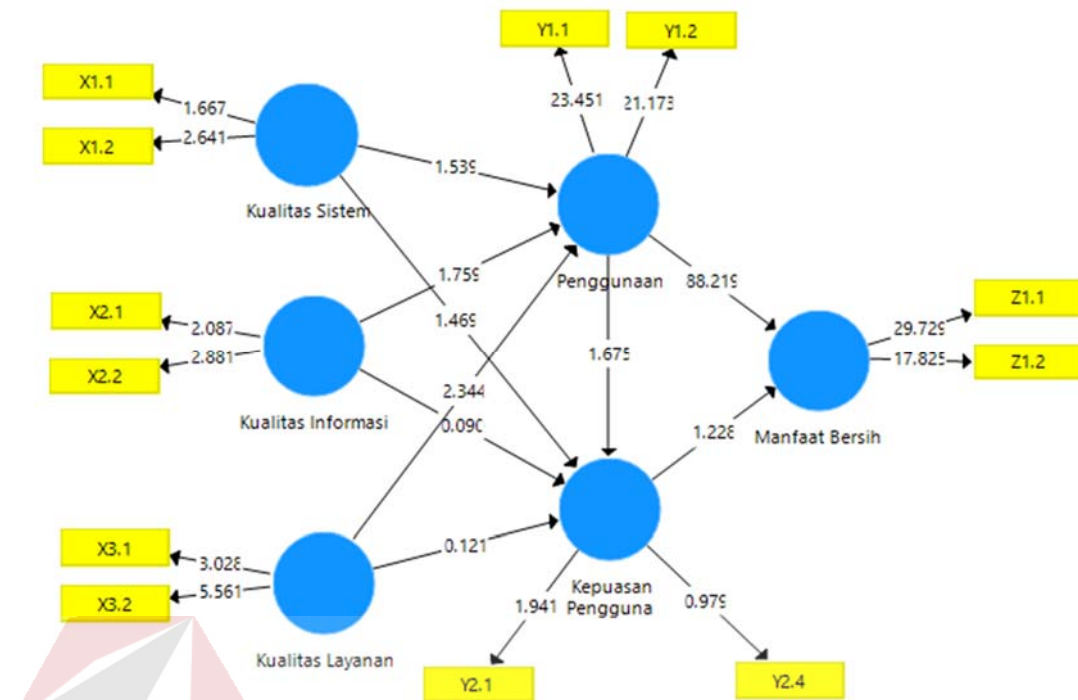 Y1.1
Y1.2
X1.1
X1.2
1.667
2.641
23.451
21.173
1.539
Kualitas Sistem
Penggunaan
1.759
88.219
X2.1
X2.2
2.087
2.881
1.469
1.675
Z1.1
Z1.2
29.729
17.825
Kualitas Informasi
2.344
0.090
1.228
Manfaat Bersih
X3.1
X3.2
3.028
5.561
0.121
Kepuasan
Pengguna
1.941
0.979
Kualitas Layanan
Y2.1
Y2.4